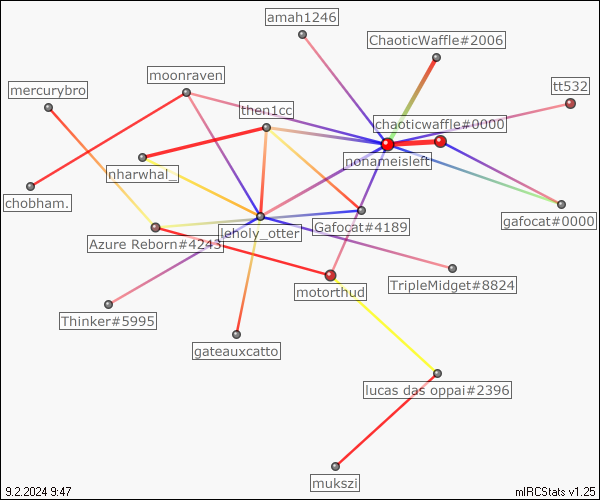 amah1246
ChaoticWaffle#2006
moonraven
mercurybro
tt532
then1cc
chaoticwaffle#0000
nonameisleft
nharwhal_
chobham.
gafocat#0000
Gafocat#4189
leholy_otter
Azure Reborn#4243
TripleMidget#8824
motorthud
Thinker#5995
gateauxcatto
lucas das oppai#2396
mukszi
9.2.2024 9:47
mIRCStats v1.25